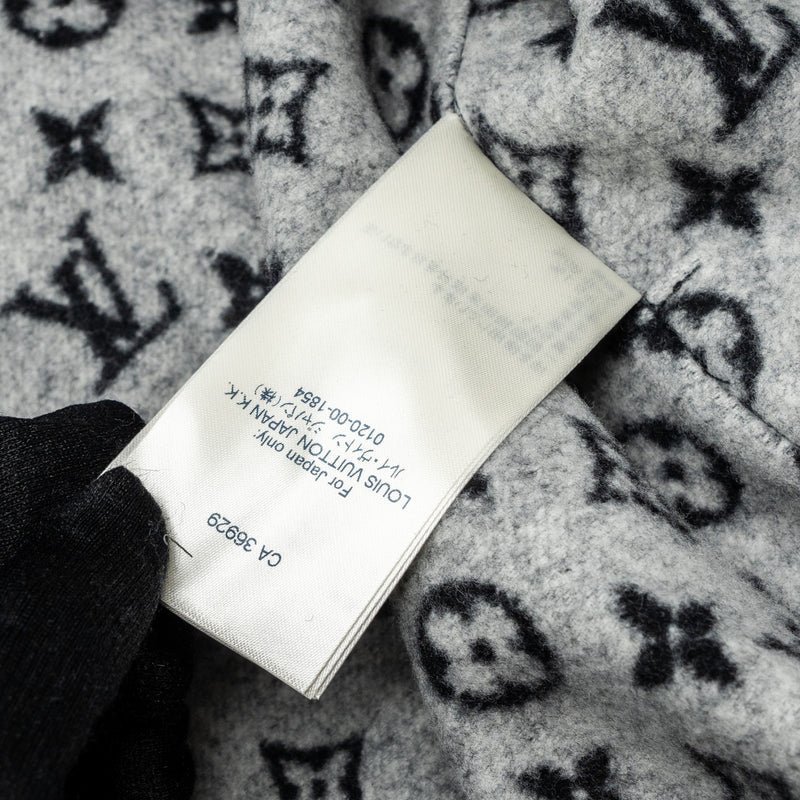 CA 36929
For Japan only:
LOUIS VUITTON JAPAN K.K.
ルイ・ヴィトン ジャパン(株)
0120-00-1854